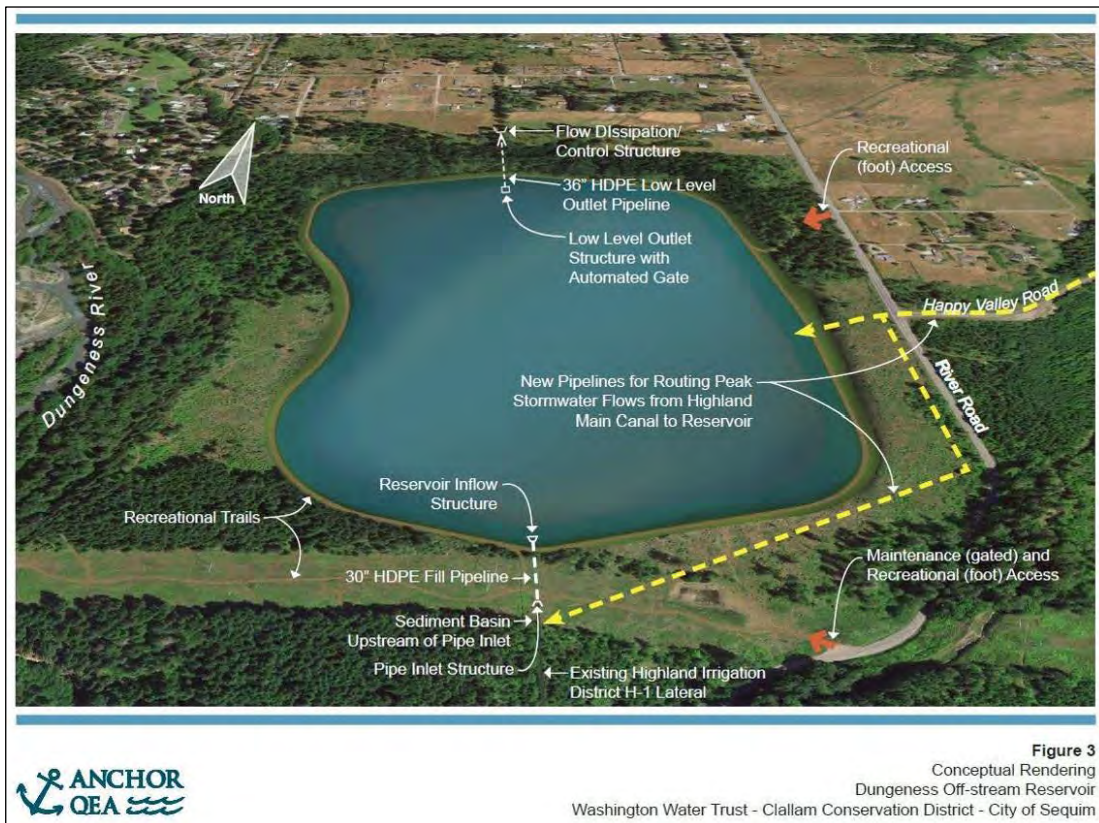 Flow DIssipation/
Control Structure
Recreational
(foot) Access
36" HDPE Low Level
Outlet Pipeline
North
Low Level Outlet
Structure with
Automated Gate
Dungeness River
Happy Valley Road
New Pipelines for Routing Peak
Stormwater Flows from Highland
Main Canal to Reservoir
River Road
Reservoir Inflow
Structure
Recreational Trails
Maintenance (gated) and
Recreational (foot) Access
30" HDPE Fill Pipeline
Sediment Basin
Upstream of Pipe Inlet
Pipe Inlet Structure
Existing Highland Irrigation
District H-1 Lateral
ANCHOR
QEA
Figure 3
Conceptual Rendering
Dungeness Off-stream Reservoir
Washington Water Trust - Clallam Conservation District - City of Sequim